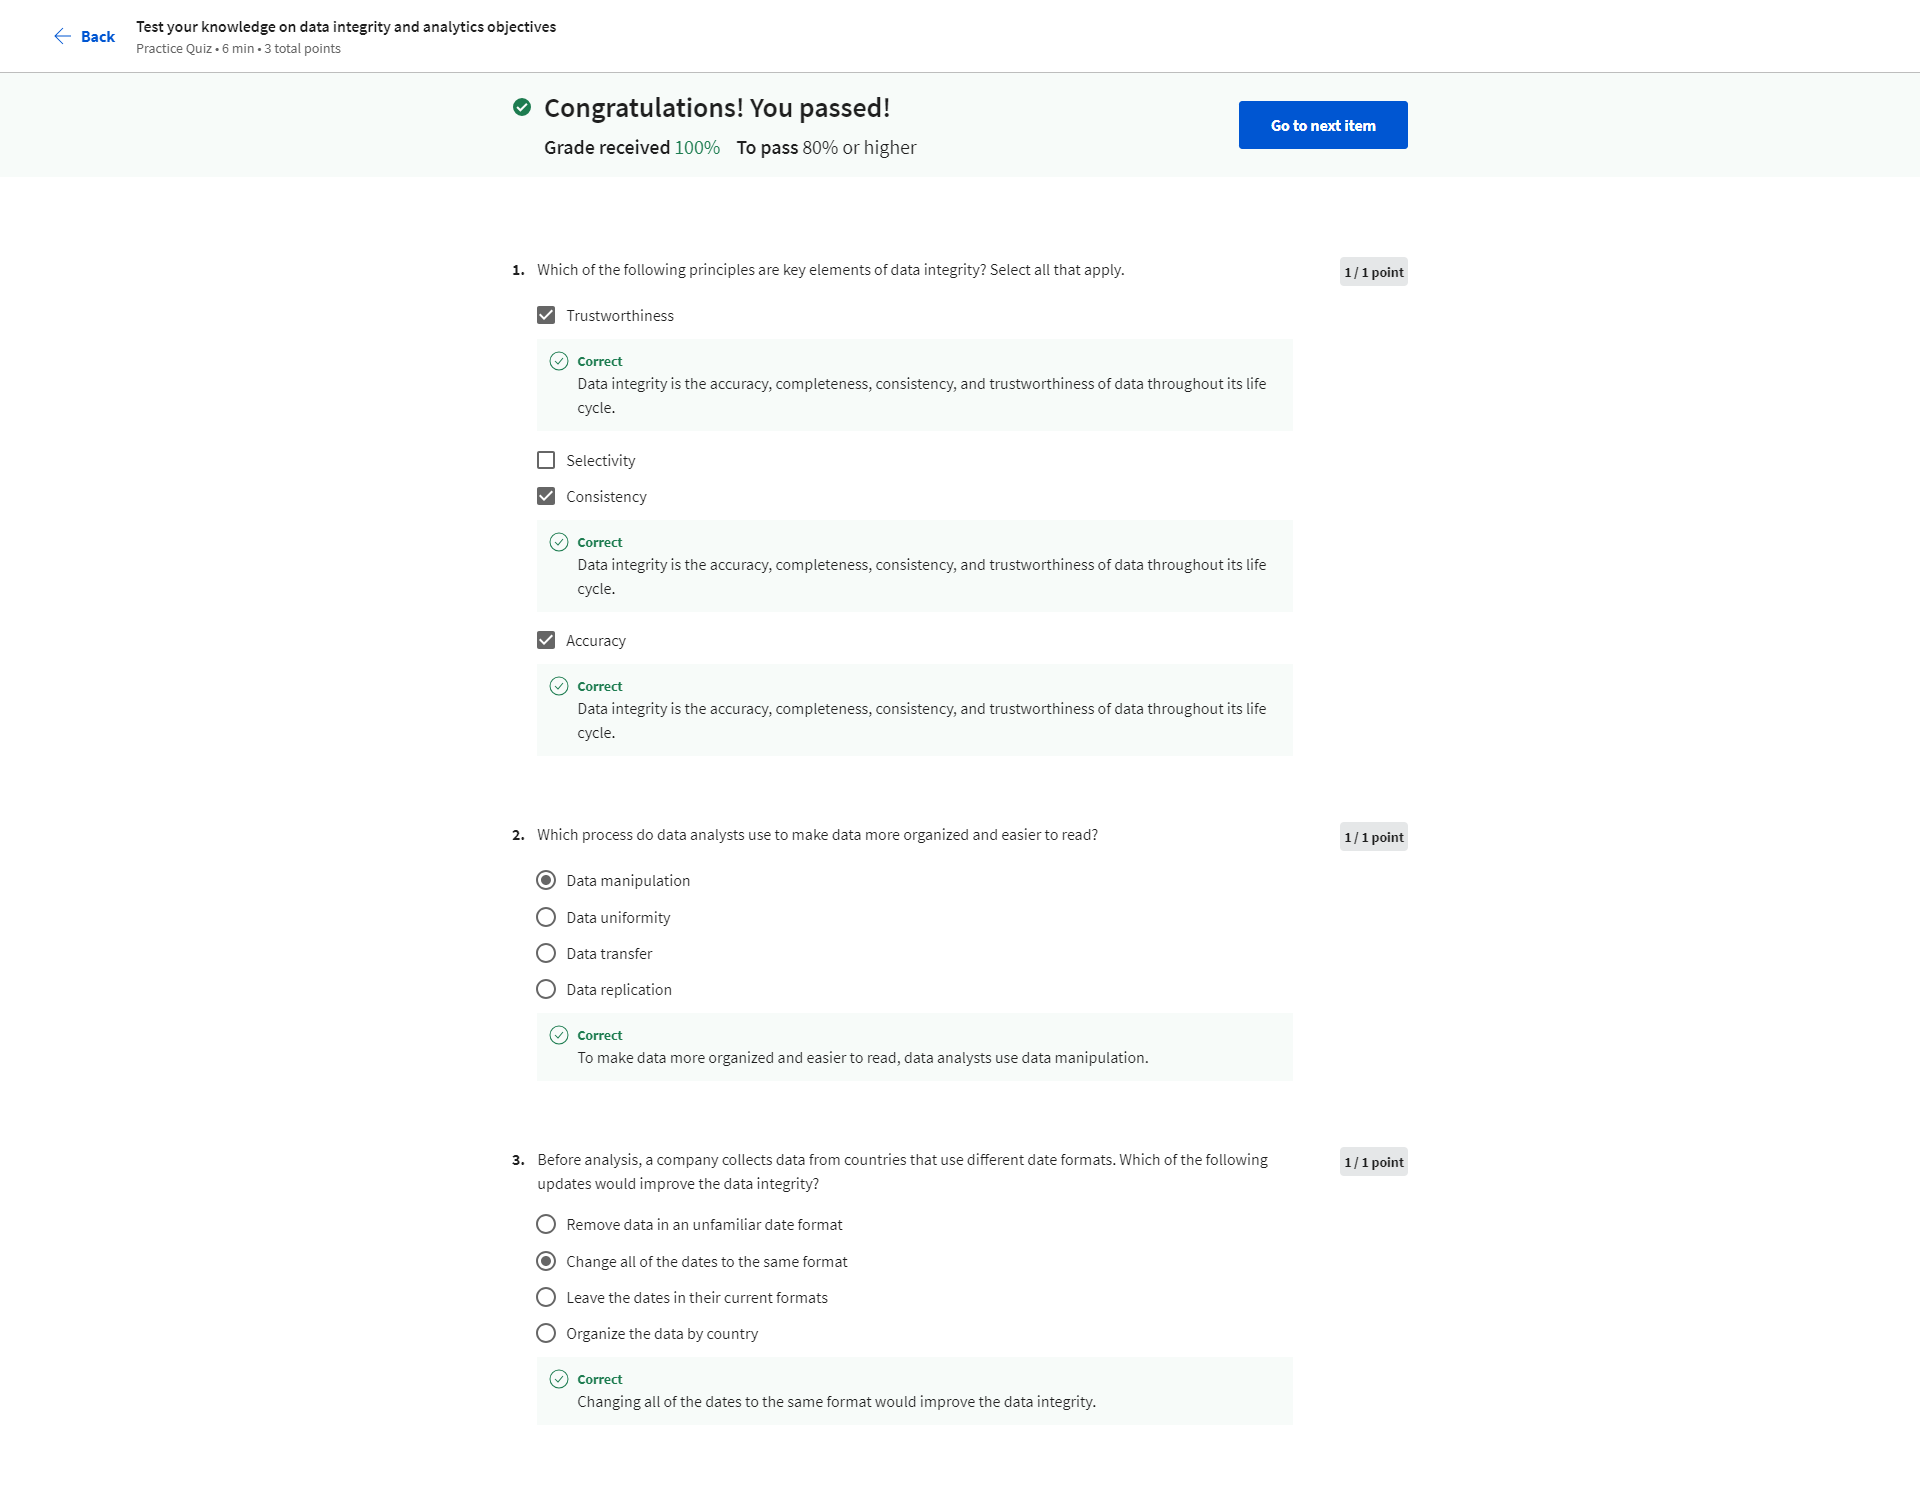 Back
Test your knowledge on data integrity and analytics objectives
Practice Quiz • 6 min • 3 total points
Congratulations! You passed!
Go to next item
Grade received 100% To pass 80% or higher
1. Which of the following principles are key elements of data integrity? Select all that apply.
1 / 1 point
Trustworthiness
Correct
Data integrity is the accuracy, completeness, consistency, and trustworthiness of data throughout its life
cycle.
Selectivity
Consistency
Correct
Data integrity is the accuracy, completeness, consistency, and trustworthiness of data throughout its life
cycle.
Accuracy
Correct
Data integrity is the accuracy, completeness, consistency, and trustworthiness of data throughout its life
cycle.
2. Which process do data analysts use to make data more organized and easier to read?
1 / 1 point
Data manipulation
Data uniformity
Data transfer
Data replication
Correct
To make data more organized and easier to read, data analysts use data manipulation.
3. Before analysis, a company collects data from countries that use different date formats. Which of the following
updates would improve the data integrity?
1 / 1 point
Remove data in an unfamiliar date format
Change all of the dates to the same format
Leave the dates in their current formats
Organize the data by country
Correct
Changing all of the dates to the same format would improve the data integrity.